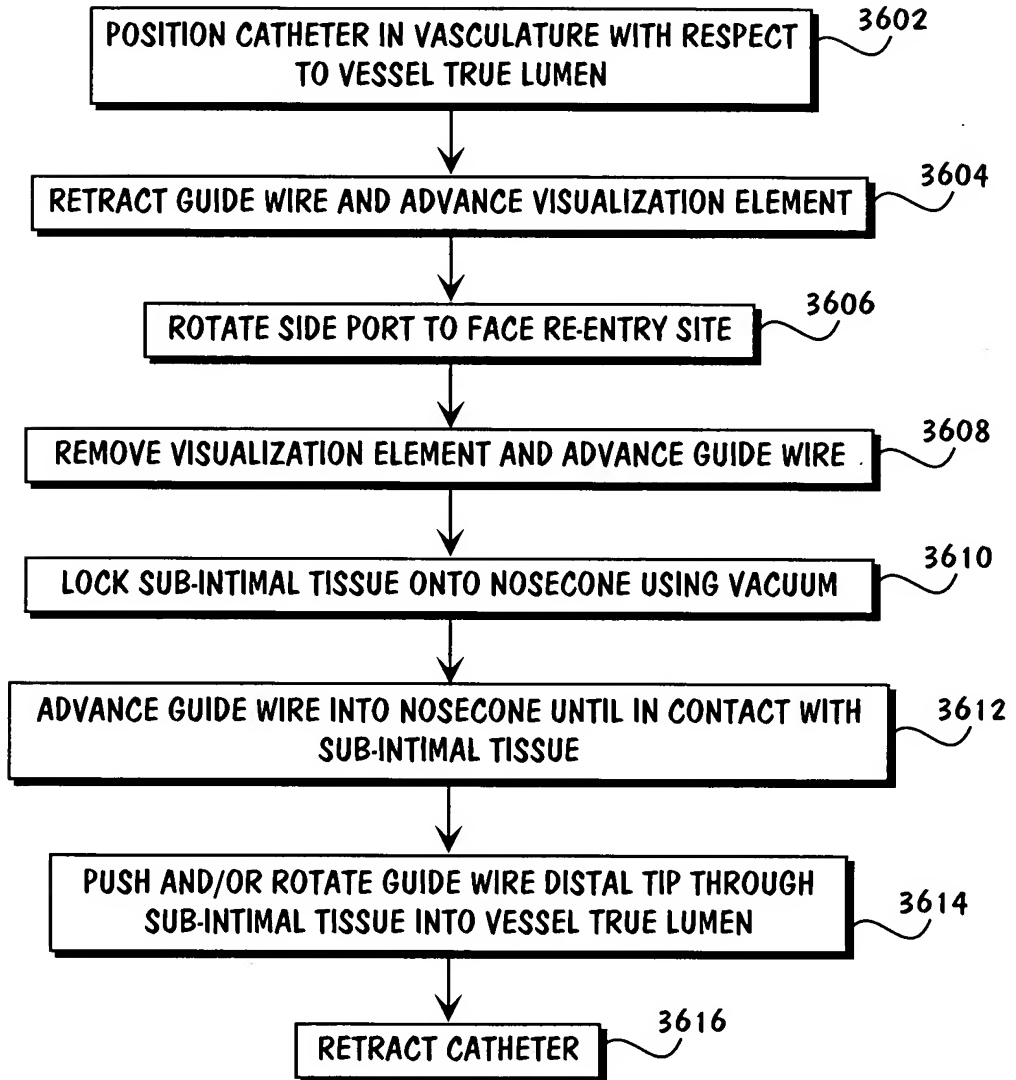 POSITION CATHETER IN VASCULATURE WITH RESPECT
TO VESSEL TRUE LUMEN
3602
RETRACT GUIDE WIRE AND ADVANCE VISUALIZATION ELEMENT
3604
ROTATE SIDE PORT TO FACE RE-ENTRY SITE
3606
REMOVE VISUALIZATION ELEMENT AND ADVANCE GUIDE WIRE
3608
LOCK SUB-INTIMAL TISSUE ONTO NOSECONE USING VACUUM
3610
ADVANCE GUIDE WIRE INTO NOSECONE UNTIL IN CONTACT WITH
SUB-INTIMAL TISSUE
3612
PUSH AND/OR ROTATE GUIDE WIRE DISTAL TIP THROUGH
SUB-INTIMAL TISSUE INTO VESSEL TRUE LUMEN
3614
RETRACT CATHETER
3616